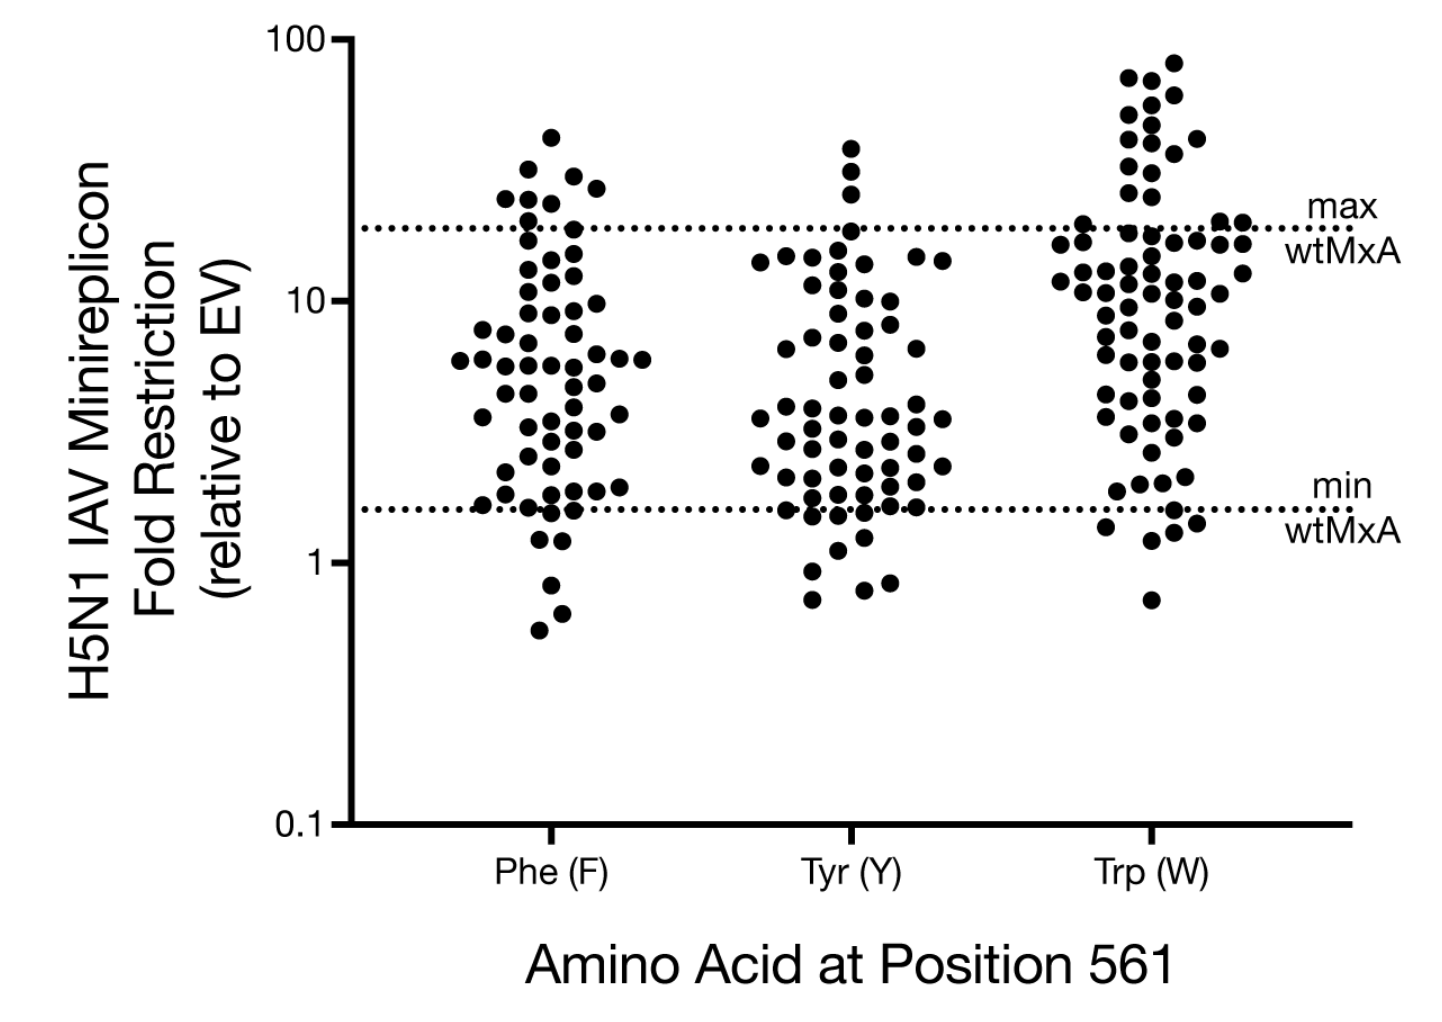 H5N1 IAV Minireplicon
Fold Restriction
(relative to EV)
100
10
1
0.1
max
wtMxA
min
wtMxA
Phe (F)
Tyr (Y)
Trp (W)
Amino Acid at Position 561